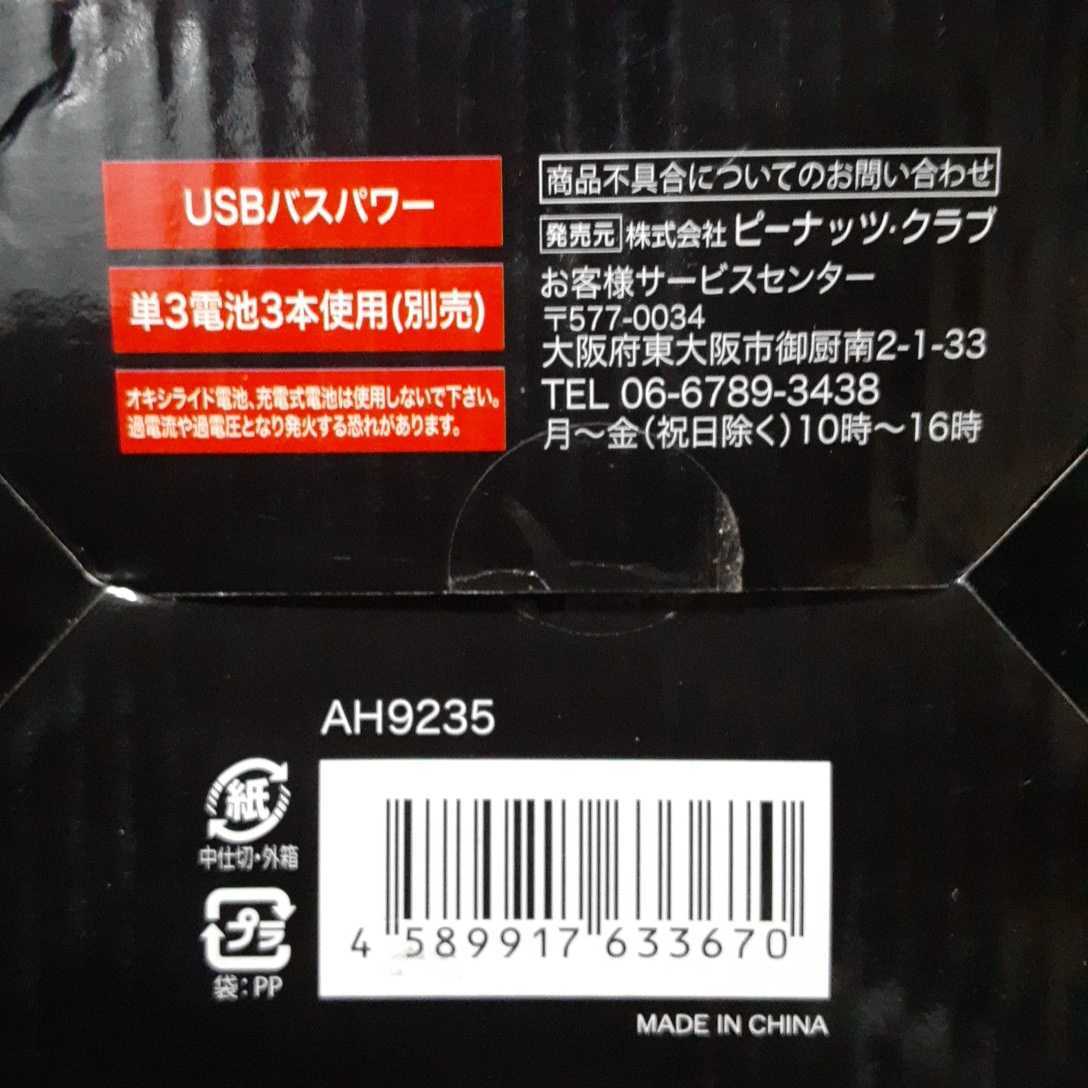 USBバスパワー
単3電池3本使用(別売)
オキシライド電池、充電式電池は使用しないで下さい。
過電流や過電圧となり発火する恐れがあります。
商品不具合についてのお問い合わせ
発売元 株式会社ピーナッツ・クラブ
お客様サービスセンター
〒577-0034
大阪府東大阪市御厨南2-1-33
TEL 06-6789-3438
月〜金(祝日除く)10時〜16時
AH9235
紙
中仕切・外箱
プラ
袋:PP
4 589917 633670
MADE IN CHINA